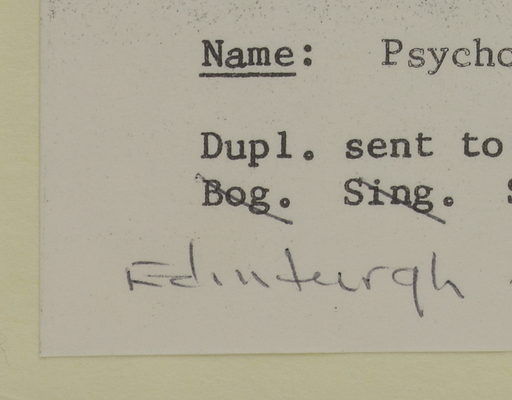 Name: Psycho
Dupl. sent to
Bog. Sing. S
Edinburgh